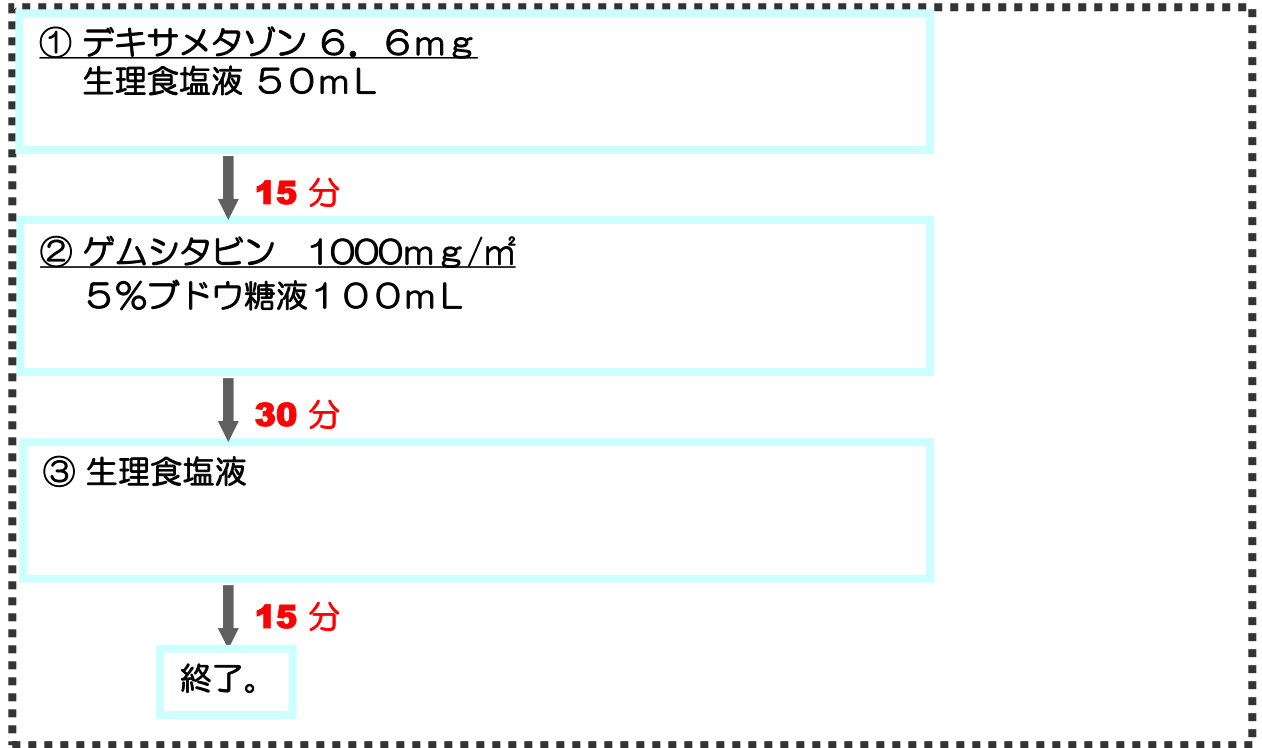 ① デキサメタゾン 6．6ｍｇ
生理食塩液 ５０ｍＬ
15 分
② ゲムシタビン　1000ｍｇ/㎡
５％ブドウ糖液１００ｍＬ
30 分
③ 生理食塩液
15 分
終了。